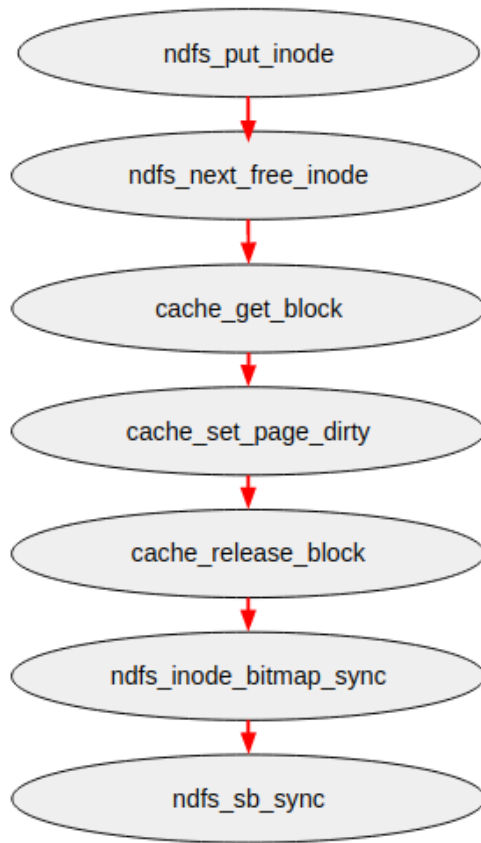 ndfs_put_inode
ndfs_next_free_inode
cache_get_block
cache_set_page_dirty
cache_release_block
ndfs_inode_bitmap_sync
ndfs_sb_sync